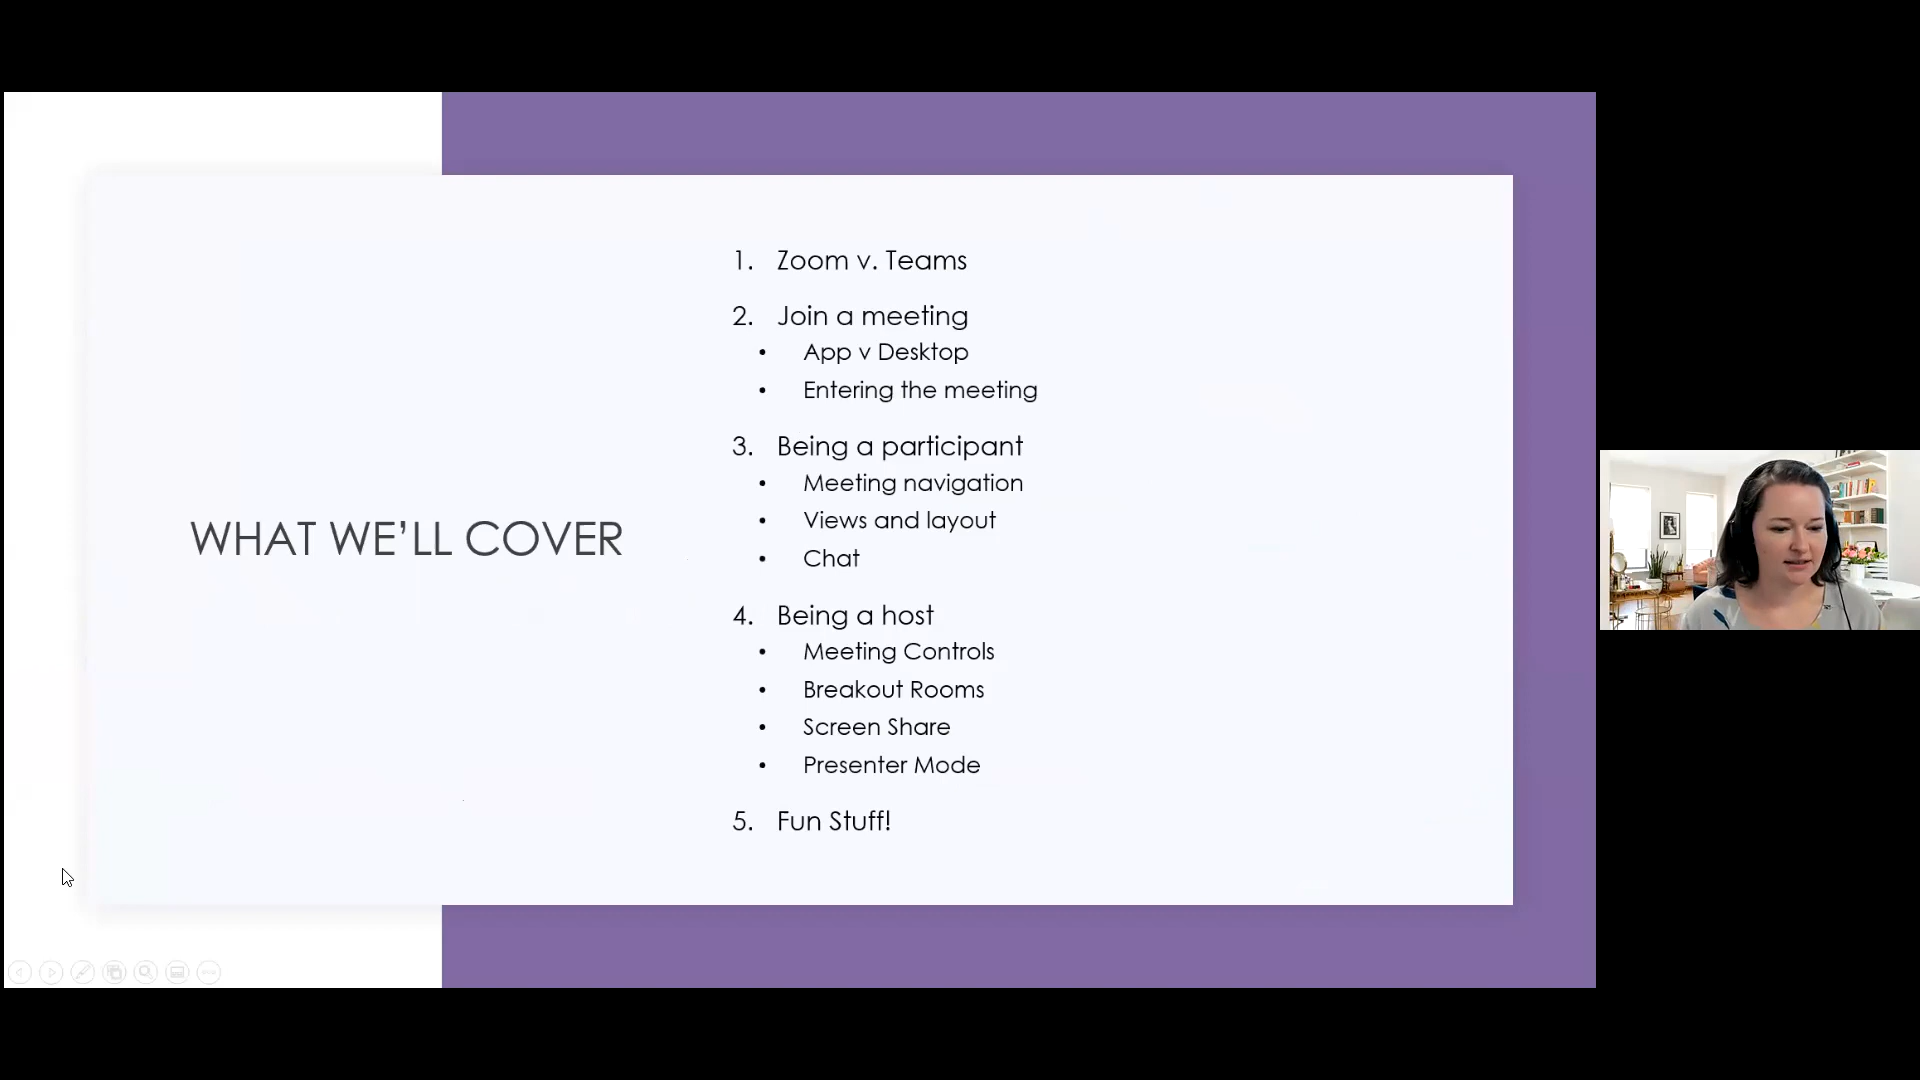 WHAT WE’LL COVER
1. Zoom v. Teams
2. Join a meeting
• App v Desktop
• Entering the meeting
3. Being a participant
• Meeting navigation
• Views and layout
• Chat
4. Being a host
• Meeting Controls
• Breakout Rooms
• Screen Share
• Presenter Mode
5. Fun Stuff!